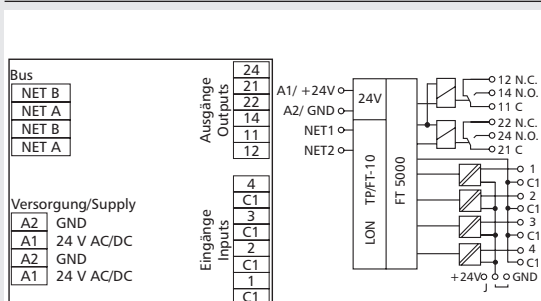 Bus
NET B
NET A
NET B
NET A
Versorgung/Supply
A2 GND
A1 24 V AC/DC
A2 GND
A1 24 V AC/DC
Ausgänge
Outputs
24
21
22
14
11
12
Eingänge
Inputs
4
C1
3
C1
2
C1
1
C1
A1/ +24V
A2/ GND
NET1
NET2
24V
LON TP/FT-10
FT 5000
12 N.C.
14 N.O.
11 C
22 N.C.
24 N.O.
21 C
1
C1
2
C1
3
C1
4
C1
+24V GND
J